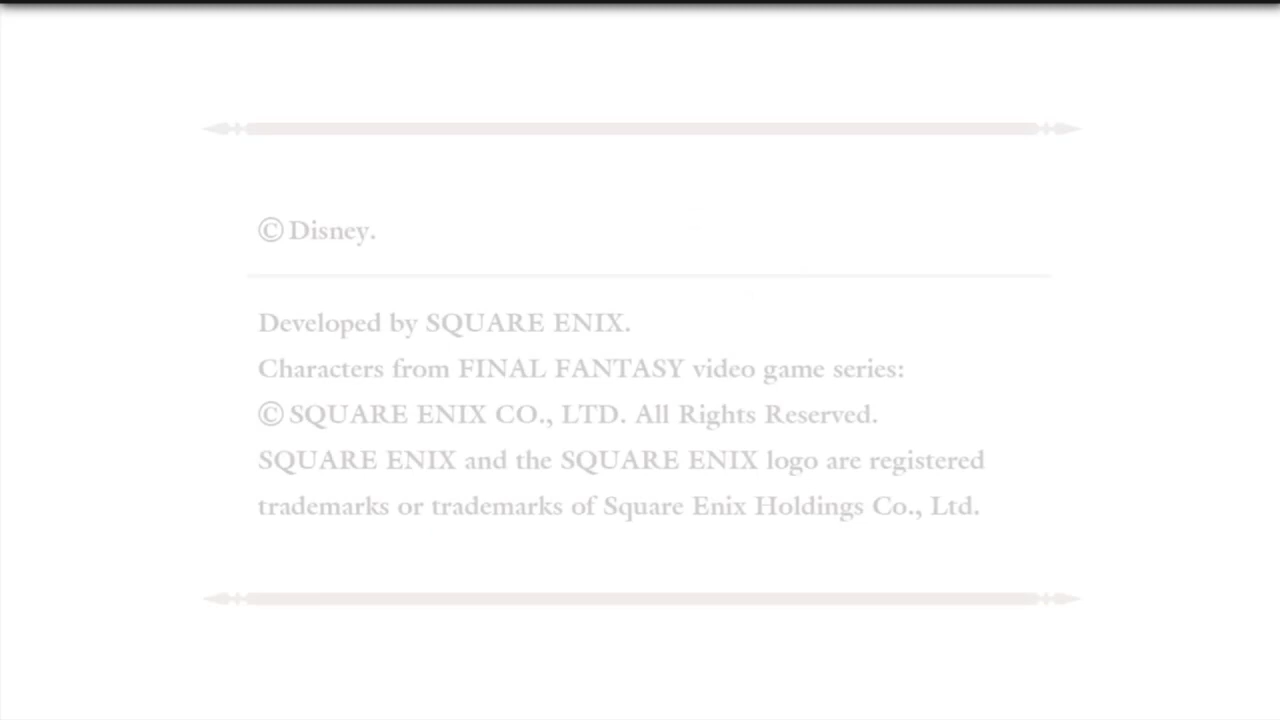 © Disney.
Developed by SQUARE ENIX.
Characters from FINAL FANTASY video game series:
© SQUARE ENIX CO., LTD. All Rights Reserved.
SQUARE ENIX and the SQUARE ENIX logo are registered
trademarks or trademarks of Square Enix Holdings Co., Ltd.